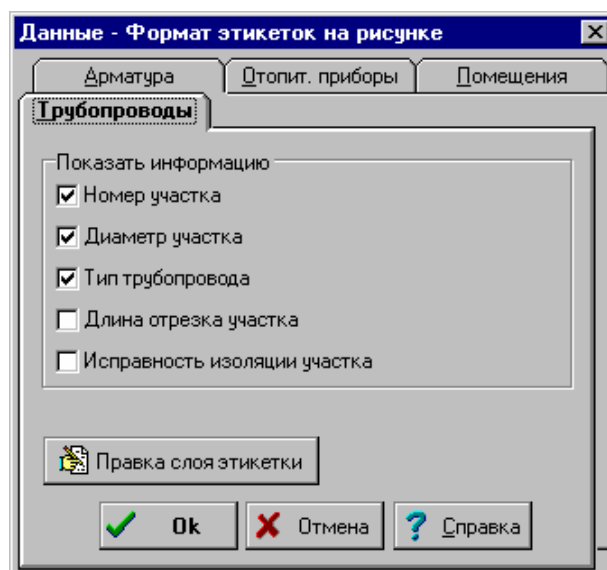 Данные - Формат этикеток на рисунке
Арматура
Отопит. приборы
Помещения
Трубопроводы
Показать информацию
Номер участка
Диаметр участка
Тип трубопровода
Длина отрезка участка
Исправность изоляции участка
Правка слоя этикетки
Ok
Отмена
Справка